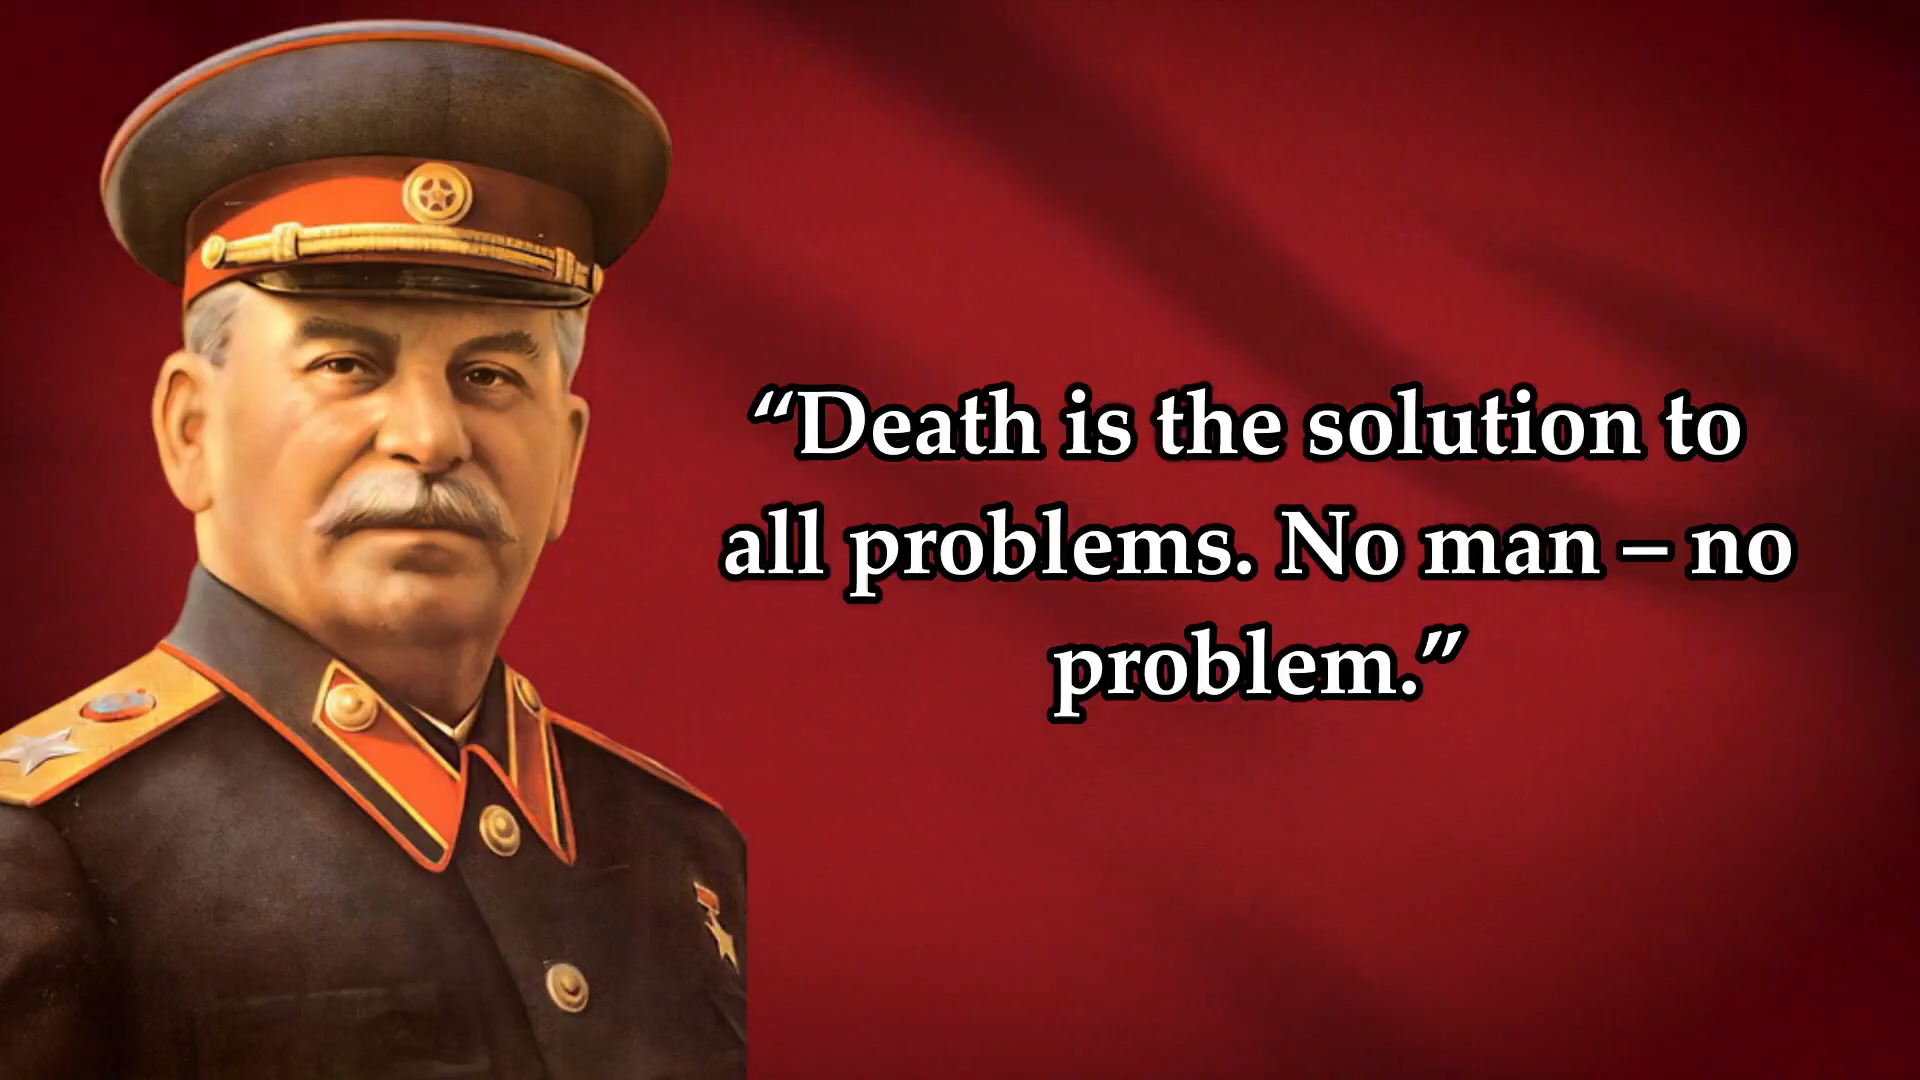 “Death is the solution to
all problems. No man – no
problem.”